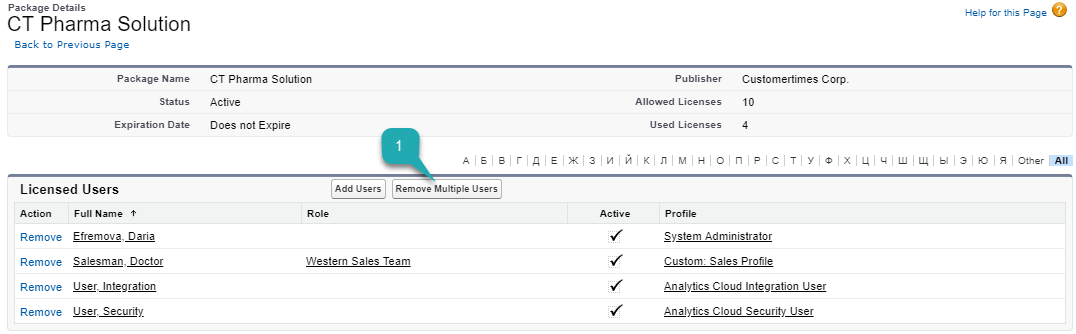 Package Details
CT Pharma Solution
Help for this Page ?
Back to Previous Page
Package Name CT Pharma Solution Publisher Customertimes Corp.
Status Active Allowed Licenses 10
Expiration Date Does not Expire Used Licenses 4
1
А | Б | В | Г | Д | Е | Ж | З | И | Й | К | Л | М | Н | О | П | Р | С | Т | У | Ф | Х | Ц | Ч | Ш | Щ | Ы | Э | Ю | Я | Other | All
Licensed Users Add Users Remove Multiple Users
Action Full Name ↑ Role Active Profile
Remove Efremova, Daria ✓ System Administrator
Remove Salesman, Doctor Western Sales Team ✓ Custom: Sales Profile
Remove User, Integration ✓ Analytics Cloud Integration User
Remove User, Security ✓ Analytics Cloud Security User